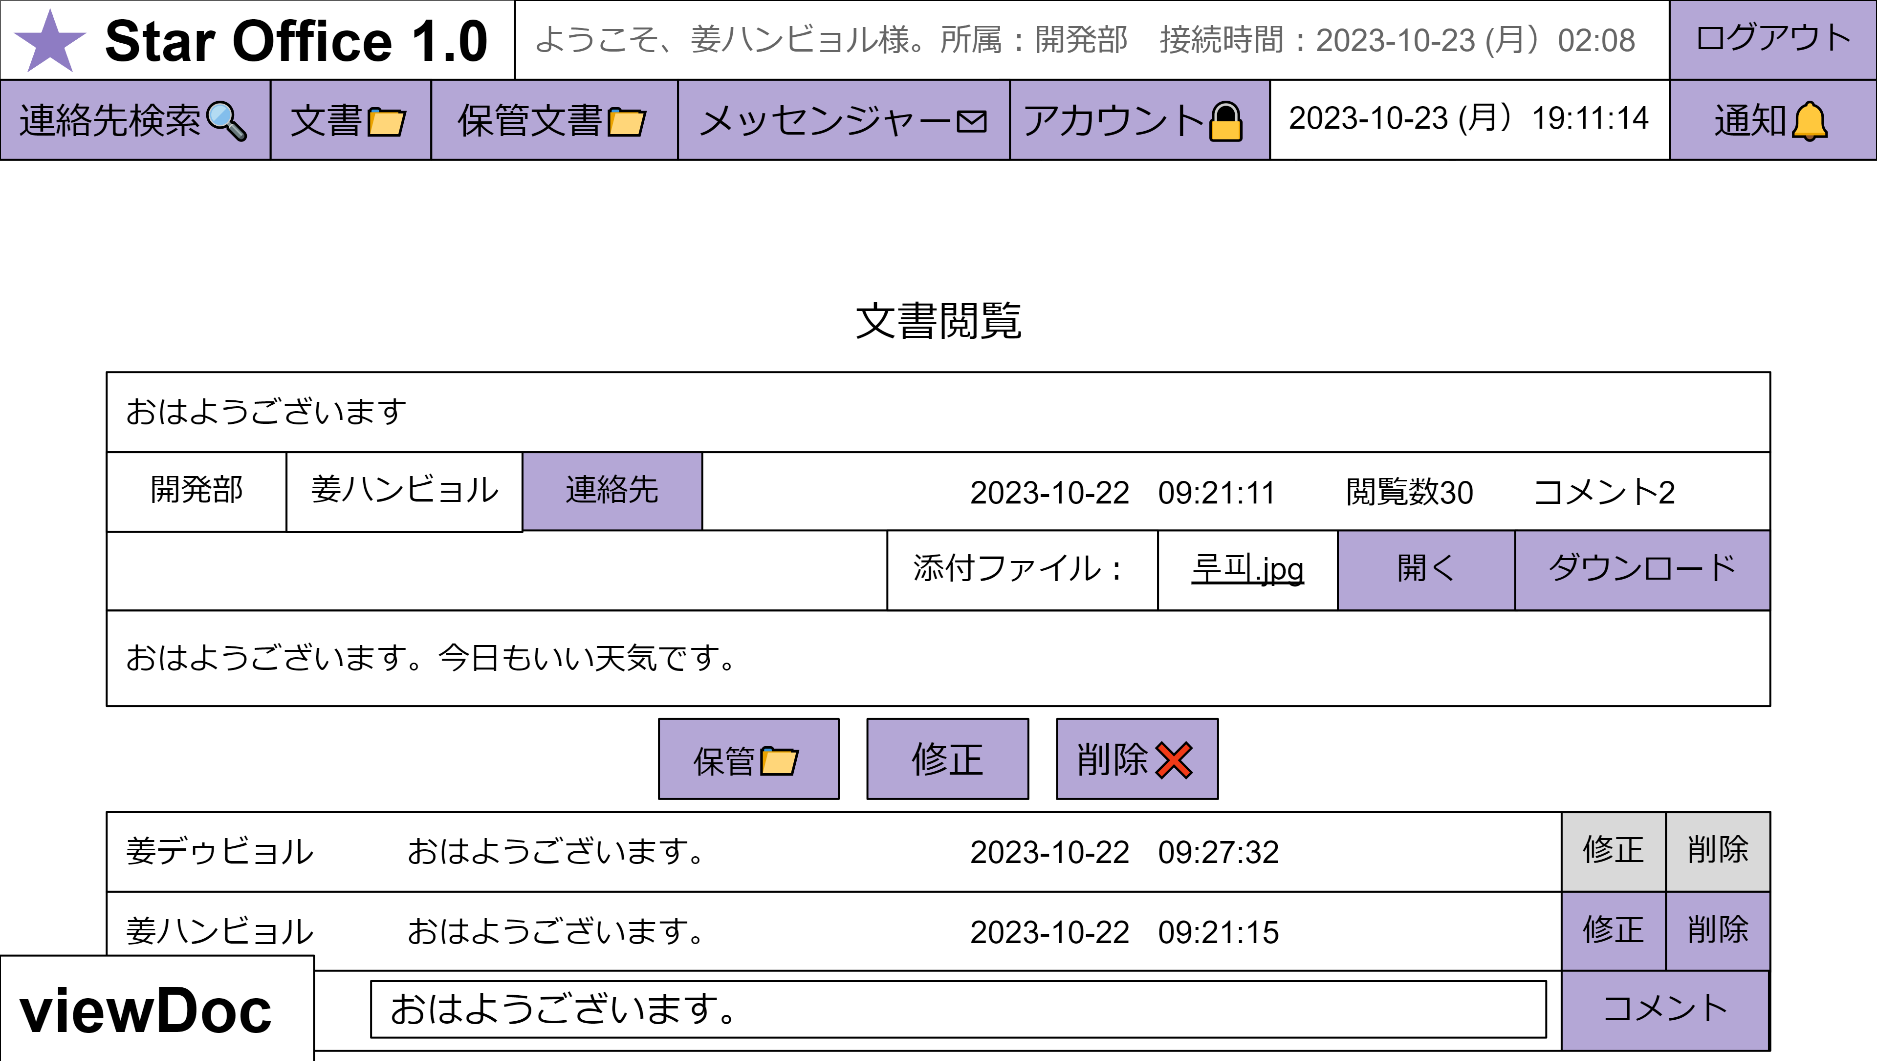 Star Office 1.0
ようこそ、姜ハンビョル様。所属：開発部　接続時間：2023-10-23 (月）02:08
ログアウト
連絡先検索
文書
保管文書
メッセンジャー
アカウント
2023-10-23 (月）19:11:14
通知
文書閲覧
おはようございます
開発部
姜ハンビョル
連絡先
2023-10-22　09:21:11
閲覧数30
コメント2
添付ファイル：
루피.jpg
開く
ダウンロード
おはようございます。今日もいい天気です。
保管
修正
削除
姜デゥビョル　おはようございます。　2023-10-22　09:27:32　修正　削除
姜ハンビョル　おはようございます。　2023-10-22　09:21:15　修正　削除
viewDoc
おはようございます。
コメント